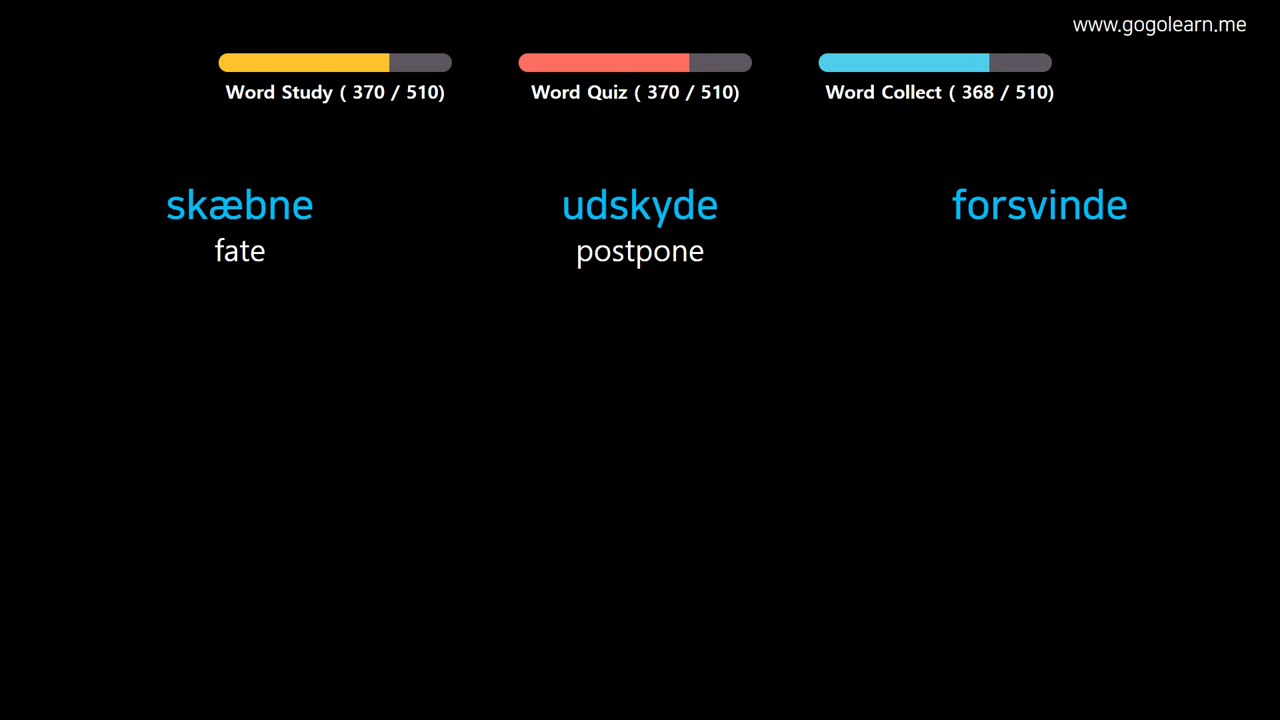 www.gogolearn.me
Word Study ( 370 / 510)
Word Quiz ( 370 / 510)
Word Collect ( 368 / 510)
skæbne
fate
udskyde
postpone
forsvinde